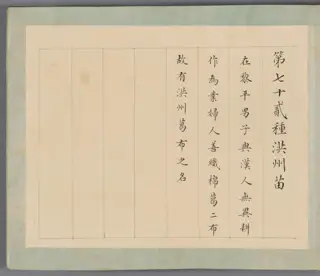 第七十貳種洪州苗
在黎平男子與漢人無異耕
作為業婦人善織棉葛二布
故有洪州葛布之名